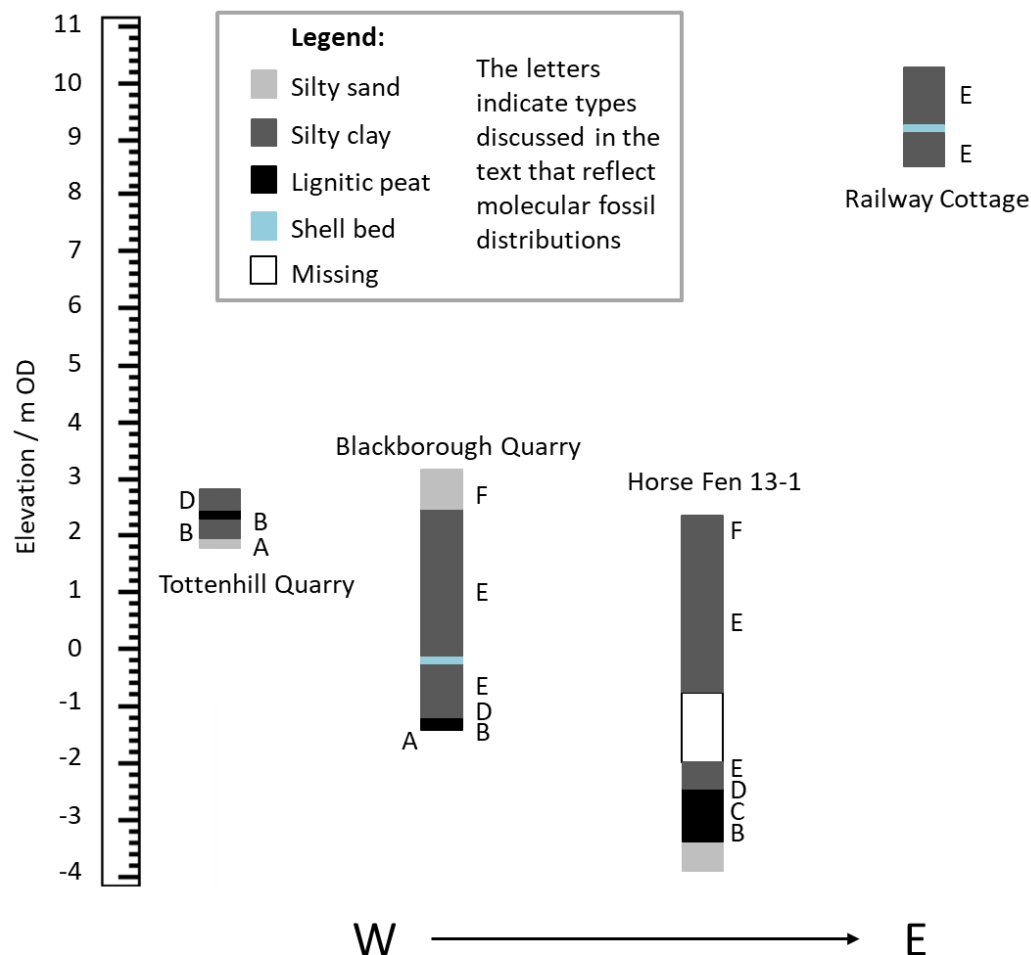 Elevation / m OD
11
10
9
8
7
6
5
4
3
2
1
0
-1
-2
-3
-4
Legend:
Silty sand
Silty clay
Lignitic peat
Shell bed
Missing
The letters
indicate types
discussed in the
text that reflect
molecular fossil
distributions
D
B
B
A
Tottenhill Quarry
Blackborough Quarry
F
E
E
D
A
B
Horse Fen 13-1
F
E
E
D
C
B
E
E
Railway Cottage
W
E